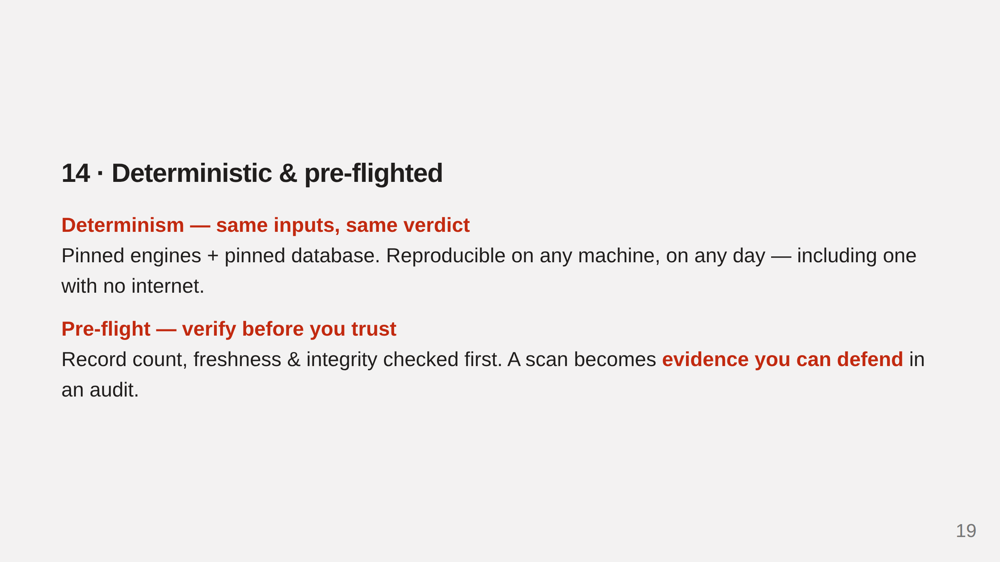 14 · Deterministic & pre-flighted
Determinism — same inputs, same verdict
Pinned engines + pinned database. Reproducible on any machine, on any day — including one
with no internet.
Pre-flight — verify before you trust
Record count, freshness & integrity checked first. A scan becomes evidence you can defend in
an audit.
19